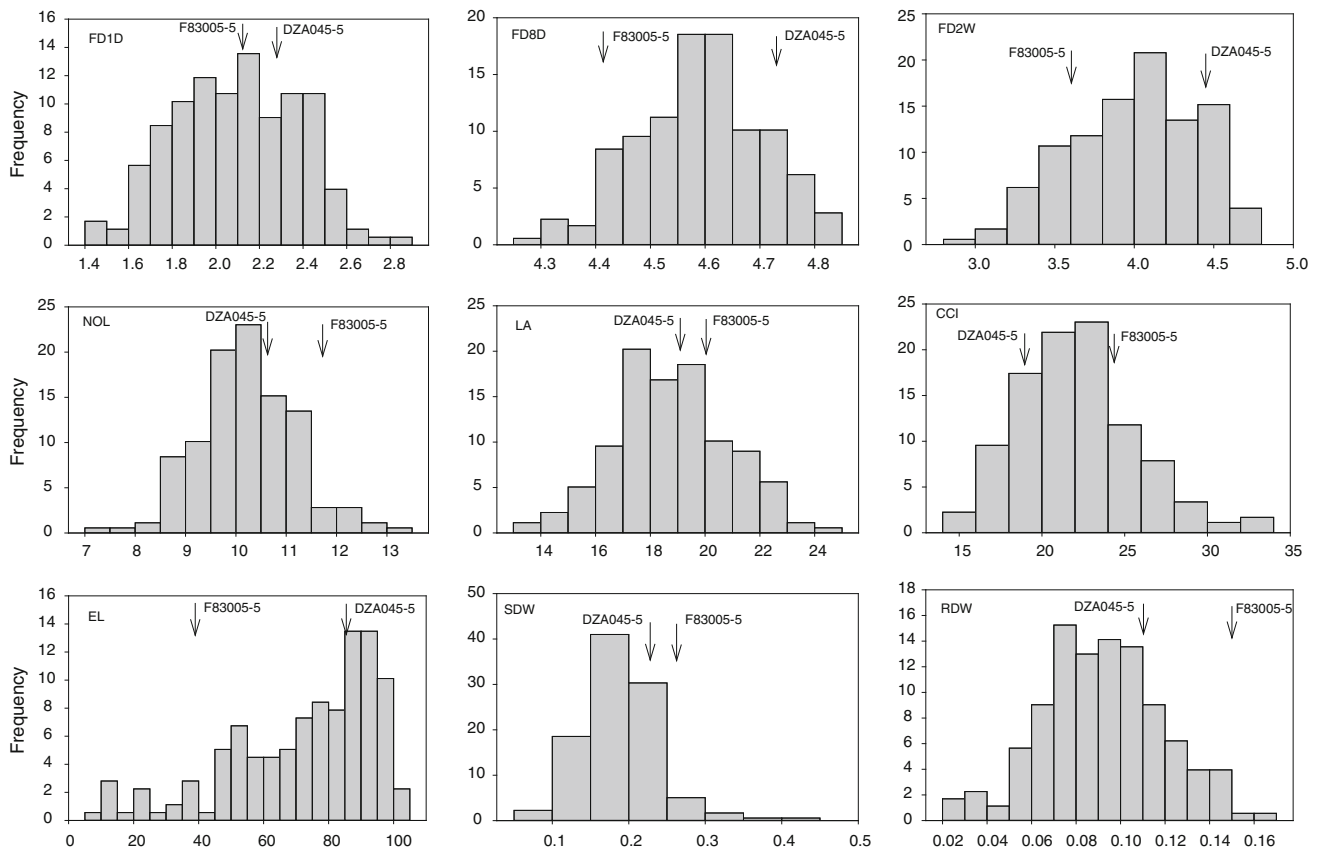 FD1D
F83005-5
DZA045-5
Frequency
16
14
12
10
8
6
4
2
0
1.4 1.6 1.8 2.0 2.2 2.4 2.6 2.8
FD8D
F83005-5
DZA045-5
20
15
10
5
0
4.3 4.4 4.5 4.6 4.7 4.8
FD2W
F83005-5
DZA045-5
25
20
15
10
5
0
3.0 3.5 4.0 4.5 5.0
NOL
DZA045-5
F83005-5
Frequency
25
20
15
10
5
0
7 8 9 10 11 12 13
LA
DZA045-5
F83005-5
25
20
15
10
5
0
14 16 18 20 22 24
CCI
DZA045-5
F83005-5
25
20
15
10
5
0
15 20 25 30 35
EL
F83005-5
DZA045-5
Frequency
16
14
12
10
8
6
4
2
0
0 20 40 60 80 100
SDW
DZA045-5
F83005-5
50
40
30
20
10
0
0.1 0.2 0.3 0.4 0.5
RDW
DZA045-5
F83005-5
18
16
14
12
10
8
6
4
2
0
0.02 0.04 0.06 0.08 0.10 0.12 0.14 0.16